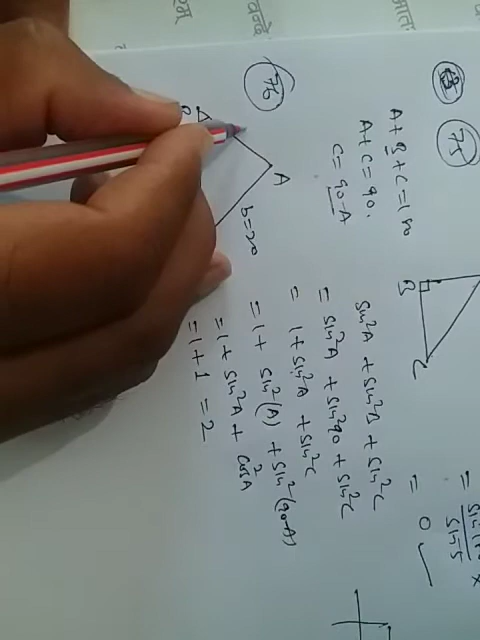 75
A + B + C = 180
A + C = 90.
C = 90 - A
B
C
Sin²A + Sin²B + Sin²C
= Sin²A + Sin²90 + Sin²C
= 1 + Sin²A + Sin²C
= 1 + Sin²(A) + Sin²(90-A)
= 1 + Sin²A + Cos²A
= 1 + 1 = 2
= 0
76
A
b = 20
B